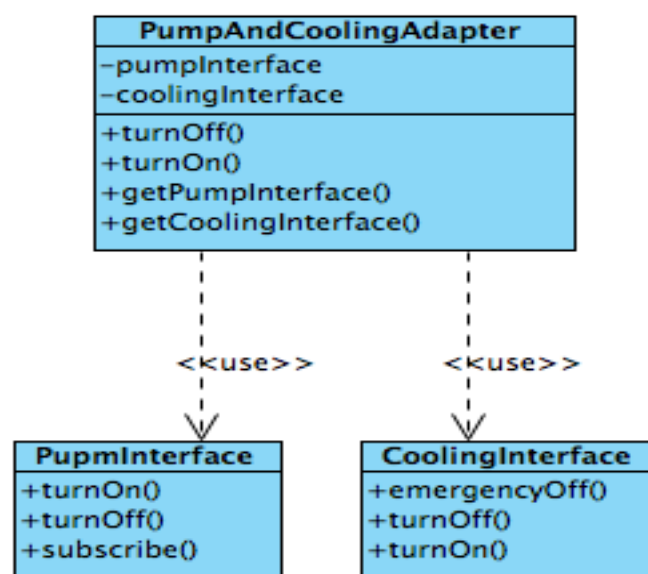 PumpAndCoolingAdapter
-pumpInterface
-coolingInterface
+turnOff()
+turnOn()
+getPumpInterface()
+getCoolingInterface()
<<use>>
<<use>>
PupmInterface
+turnOn()
+turnOff()
+subscribe()
CoolingInterface
+emergencyOff()
+turnOff()
+turnOn()